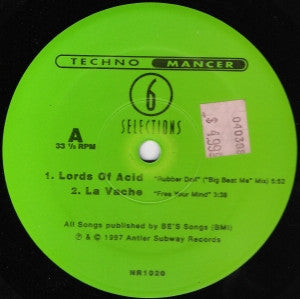 TECHNO MANCER
6
SELECTIONS
A
33 ⅓ RPM
$ 4.99
1. Lords Of Acid "Rubber Doll" ("Big Beat Me" Mix) 5:52
2. La Vache "Free Your Mind" 3:38
All Songs published by BE'S Songs (BMI)
℗ & © 1997 Antler Subway Records
NR1020